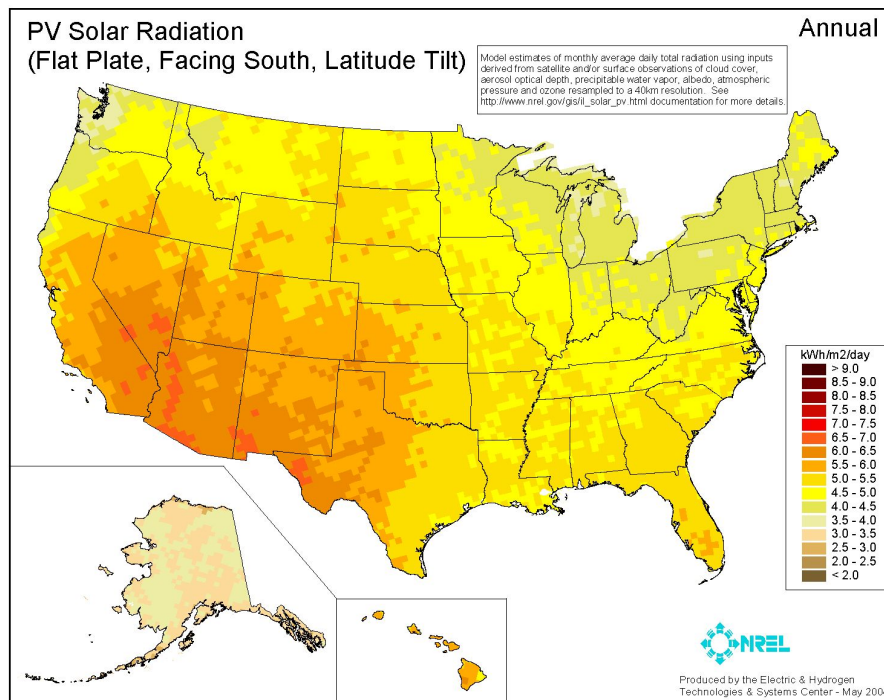 PV Solar Radiation
(Flat Plate, Facing South, Latitude Tilt)
Annual
Model estimates of monthly average daily total radiation using inputs
derived from satellite and/or surface observations of cloud cover,
aerosol optical depth, precipitable water vapor, albedo, atmospheric
pressure and ozone resampled to a 40km resolution. See
http://www.nrel.gov/gis/il_solar_pv.html documentation for more details.
kWh/m2/day
> 9.0
8.5 - 9.0
8.0 - 8.5
7.5 - 8.0
7.0 - 7.5
6.5 - 7.0
6.0 - 6.5
5.5 - 6.0
5.0 - 5.5
4.5 - 5.0
4.0 - 4.5
3.5 - 4.0
3.0 - 3.5
2.5 - 3.0
2.0 - 2.5
< 2.0
NREL
Produced by the Electric & Hydrogen
Technologies & Systems Center - May 2004